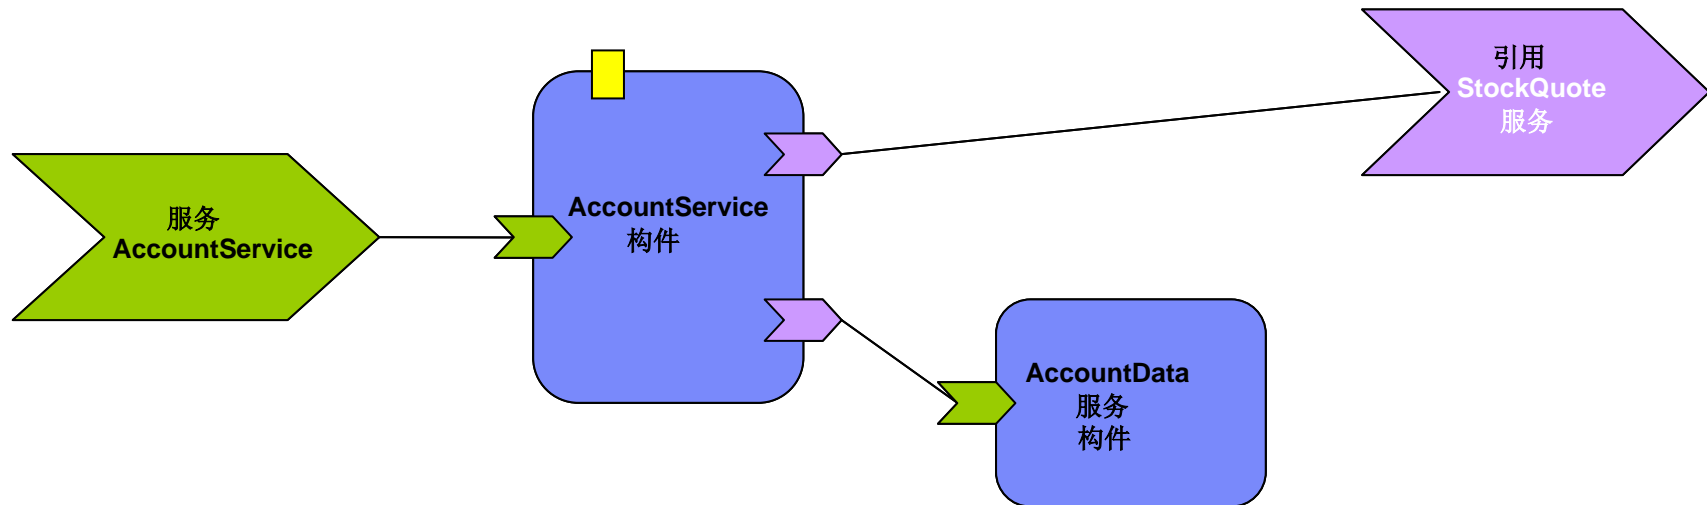 服务
AccountService
AccountService
构件
引用
StockQuote
服务
AccountData
服务
构件